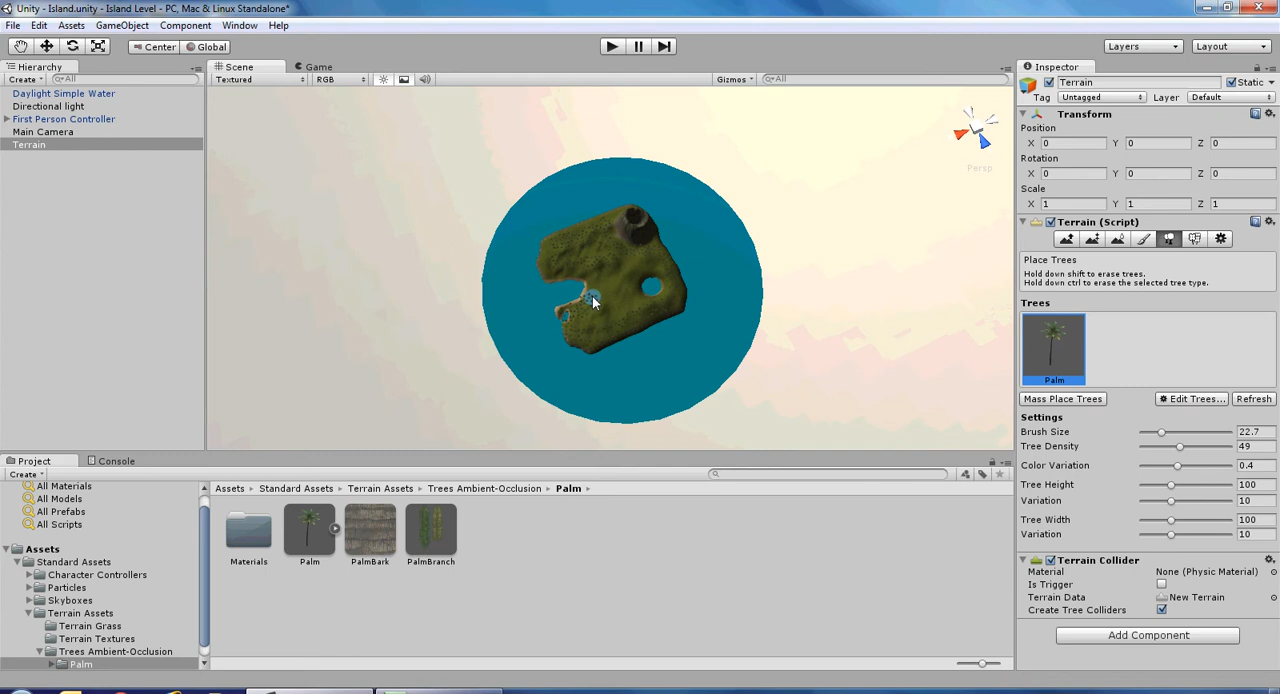 Unity - Island.unity - Island Level - PC, Mac & Linux Standalone*
File Edit Assets GameObject Component Window Help
Center Global Layers Layout
Hierarchy
Create All
Daylight Simple Water
Directional light
First Person Controller
Main Camera
Terrain
Scene Game
Textured RGB Gizmos All
Persp
Inspector
Terrain Static
Tag Untagged Layer Default
Transform
Position
X 0 Y 0 Z 0
Rotation
X 0 Y 0 Z 0
Scale
X 1 Y 1 Z 1
Terrain (Script)
Place Trees
Hold down shift to erase trees.
Hold down ctrl to erase the selected tree type.
Trees
Palm
Mass Place Trees Edit Trees... Refresh
Settings
Brush Size 22.7
Tree Density 49
Color Variation 0.4
Tree Height 100
Variation 10
Tree Width 100
Variation 10
Terrain Collider
Material None (Physic Material)
Is Trigger
Terrain Data New Terrain
Create Tree Colliders
Add Component
Project Console
Create
All Materials
All Models
All Prefabs
All Scripts
Assets
Standard Assets
Character Controllers
Particles
Skyboxes
Terrain Assets
Terrain Grass
Terrain Textures
Trees Ambient-Occlusion
Palm
Assets Standard Assets Terrain Assets Trees Ambient-Occlusion Palm
Materials Palm PalmBark PalmBranch